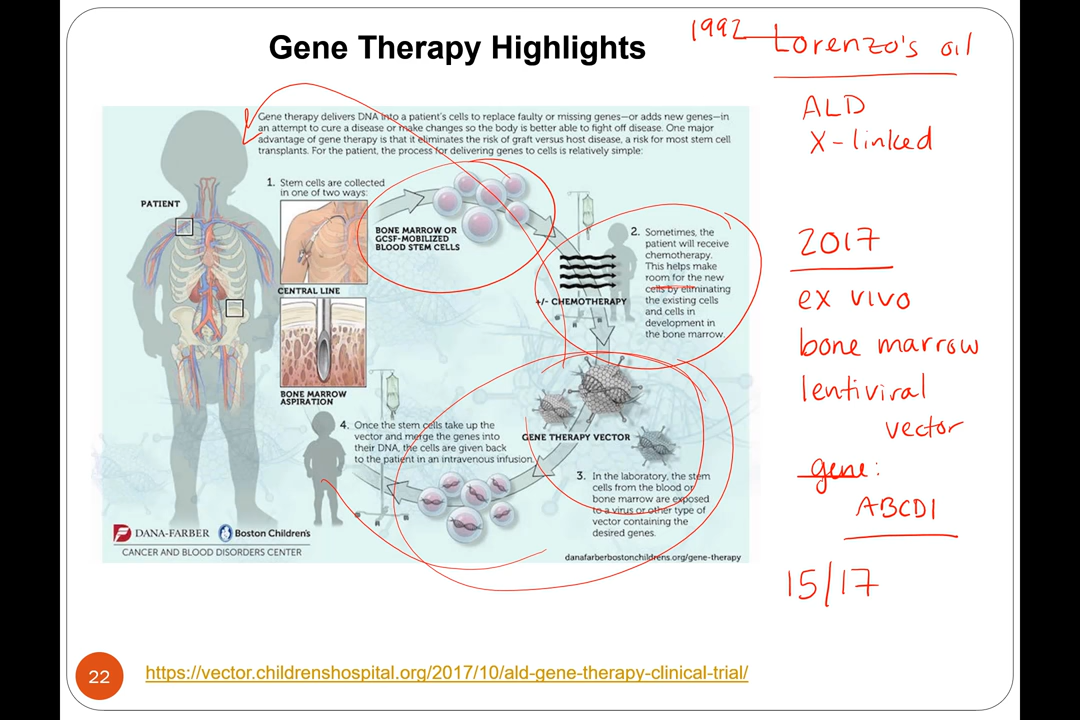 Gene Therapy Highlights
1992 Lorenzo's oil
ALD
X-linked
2017
ex vivo
bone marrow
lentiviral
vector
gene:
ABCD1
15/17
Gene therapy delivers DNA into a patient's cells to replace faulty or missing genes—or adds new genes—in
an attempt to cure a disease or make changes so the body is better able to fight off disease. One major
advantage of gene therapy is that it eliminates the risk of graft versus host disease, a risk for most stem cell
transplants. For the patient, the process for delivering genes to cells is relatively simple:
PATIENT
1. Stem cells are collected
in one of two ways:
CENTRAL LINE
BONE MARROW
ASPIRATION
BONE MARROW OR
GCSF-MOBILIZED
BLOOD STEM CELLS
+/- CHEMOTHERAPY
2. Sometimes, the
patient will receive
chemotherapy.
This helps make
room for the new
cells by eliminating
the existing cells
and cells in
development in
the bone marrow.
GENE THERAPY VECTOR
3. In the laboratory, the stem
cells from the blood or
bone marrow are exposed
to a virus or other type of
vector containing the
desired genes.
4. Once the stem cells take up the
vector and merge the genes into
their DNA, the cells are given back
to the patient in an intravenous infusion.
DANA-FARBER Boston Children's
CANCER AND BLOOD DISORDERS CENTER
danafarberbostonchildrens.org/gene-therapy
22
https://vector.childrenshospital.org/2017/10/ald-gene-therapy-clinical-trial/